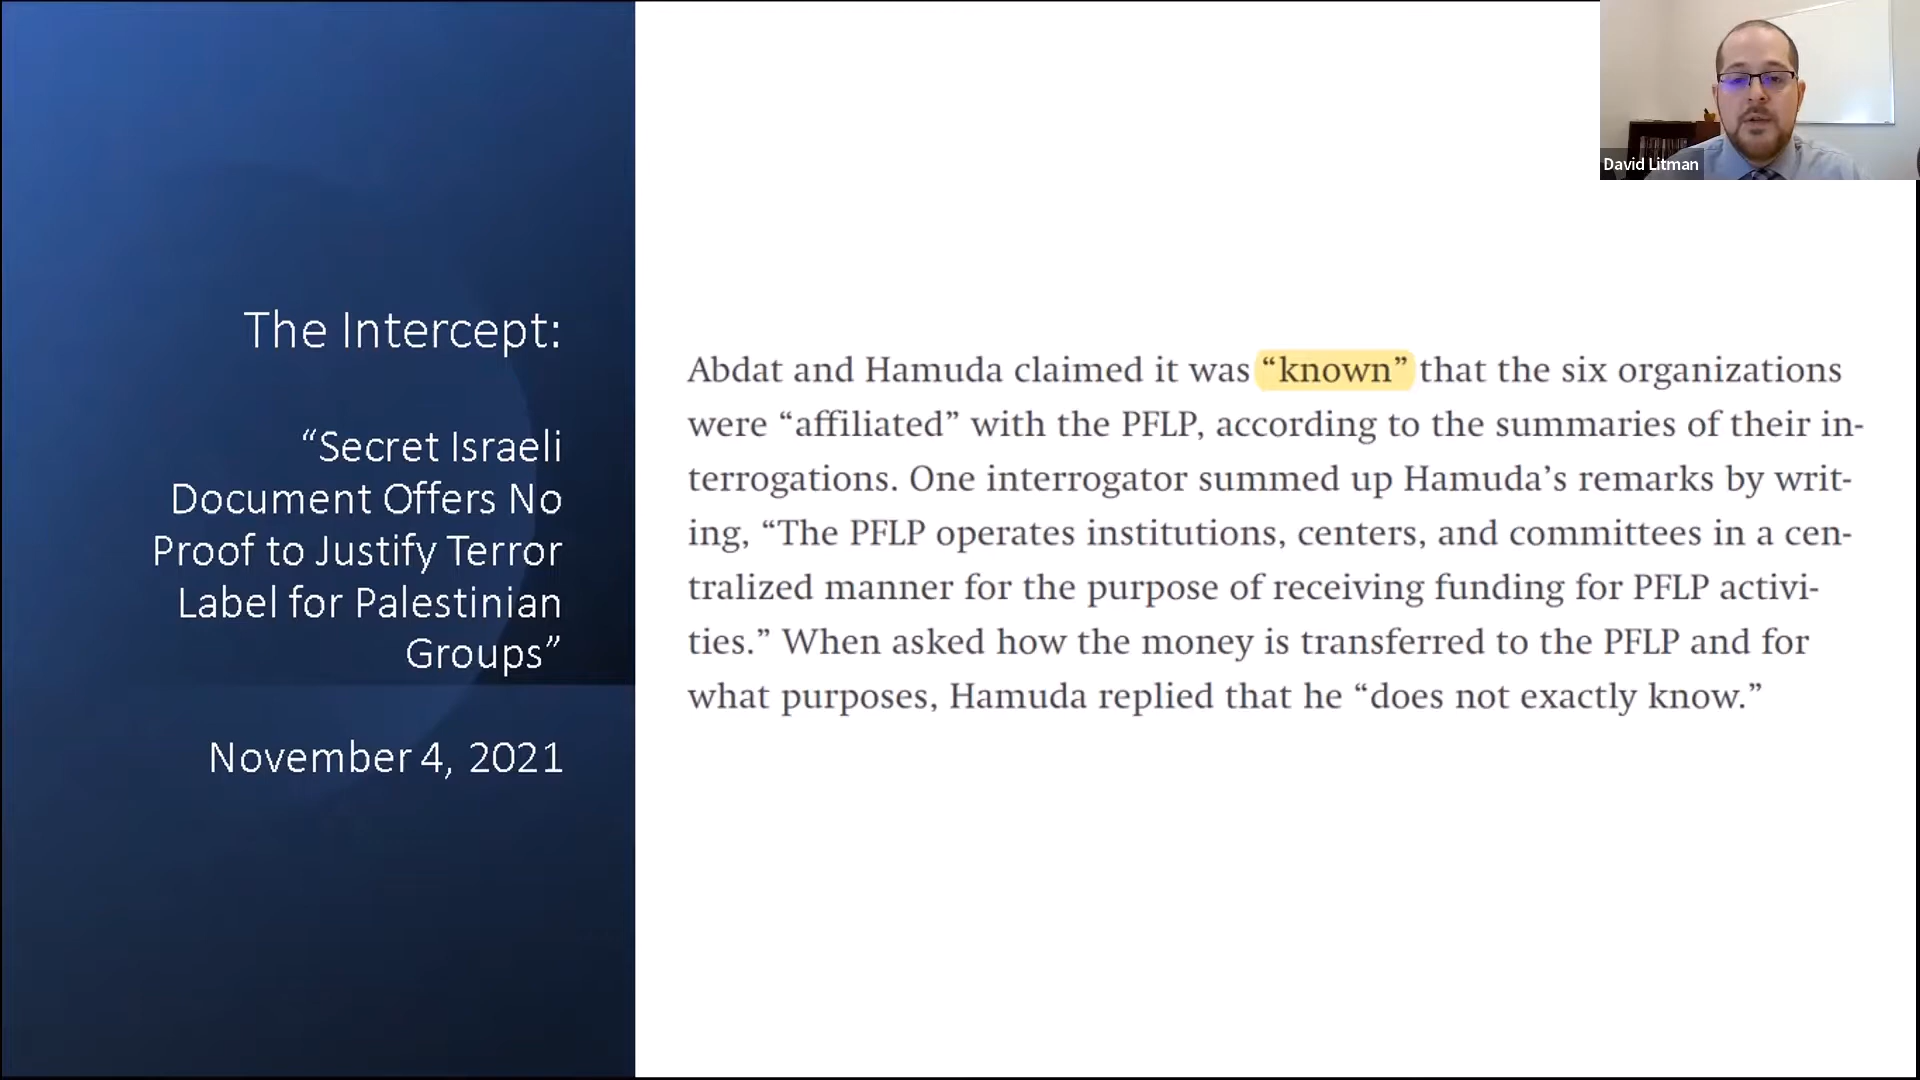 The Intercept:
“Secret Israeli
Document Offers No
Proof to Justify Terror
Label for Palestinian
Groups”
November 4, 2021
Abdat and Hamuda claimed it was “known” that the six organizations
were “affiliated” with the PFLP, according to the summaries of their in-
terrogations. One interrogator summed up Hamuda’s remarks by writ-
ing, “The PFLP operates institutions, centers, and committees in a cen-
tralized manner for the purpose of receiving funding for PFLP activi-
ties.” When asked how the money is transferred to the PFLP and for
what purposes, Hamuda replied that he “does not exactly know.”
David Litman